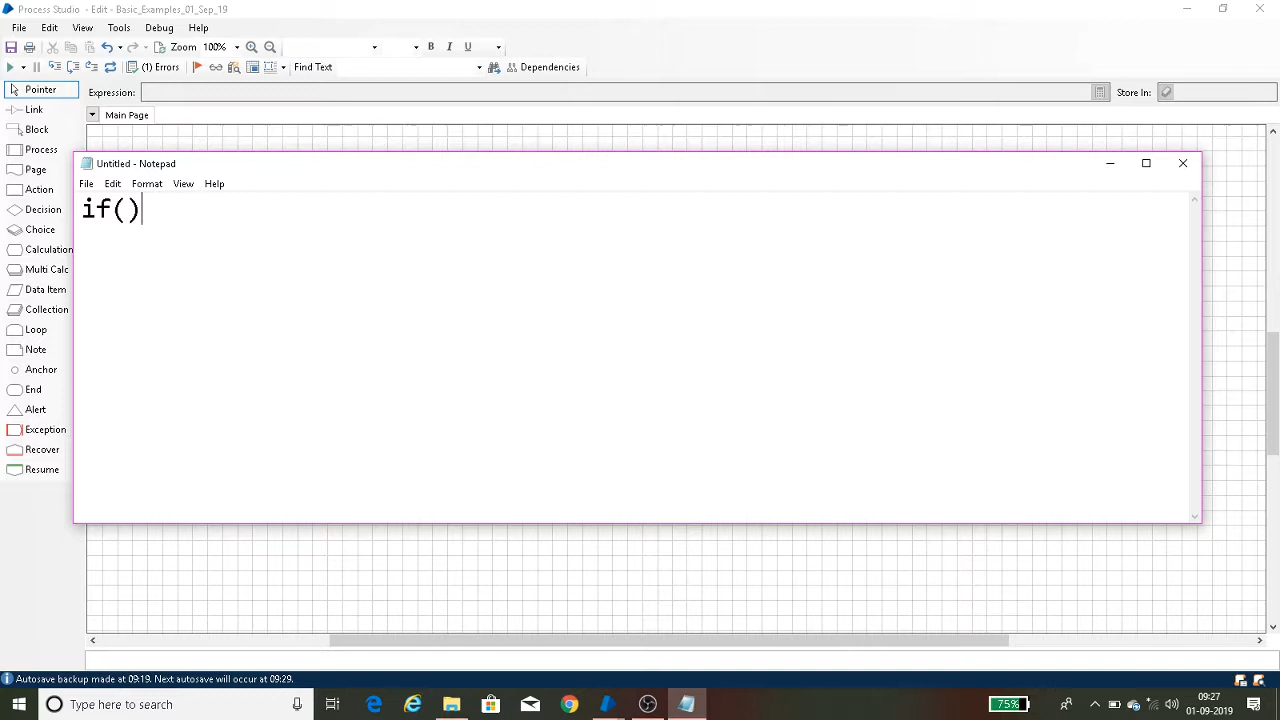 Process Studio - Edit - Basic_Examples_01_Sep_19
File Edit View Tools Debug Help
Zoom 100% B I U
(1) Errors Find Text Dependencies
Pointer Expression: Store In:
Link Main Page
Block
Process
Page
Action
Decision
Choice
Calculation
Multi Calc
Data Item
Collection
Loop
Note
Anchor
End
Alert
Exception
Recover
Resume
Untitled - Notepad
File Edit Format View Help
if()
Autosave backup made at 09:19. Next autosave will occur at 09:29.
Type here to search
75%
09:27
01-09-2019